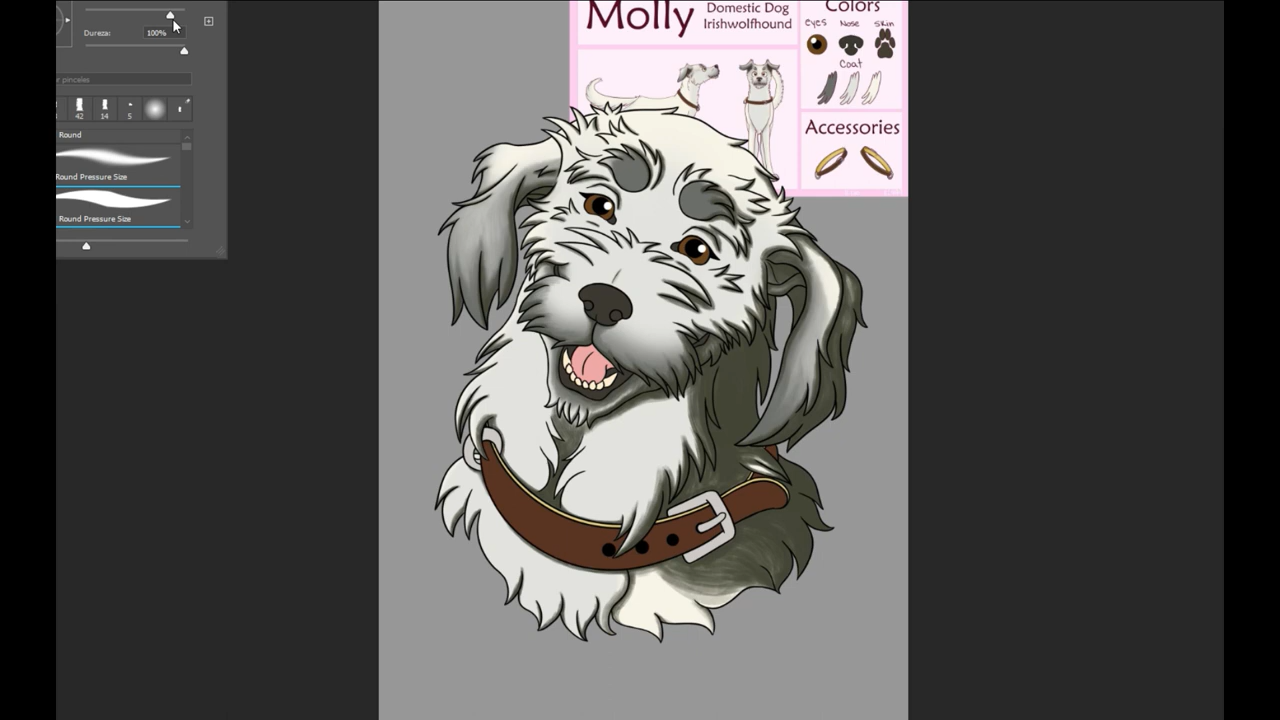 Dureza: 100%
r pinceles
42 14 5
Round
Round Pressure Size
Round Pressure Size
Molly
Domestic Dog
Irishwolfhound
Colors
Eyes Nose Skin
Coat
Accessories